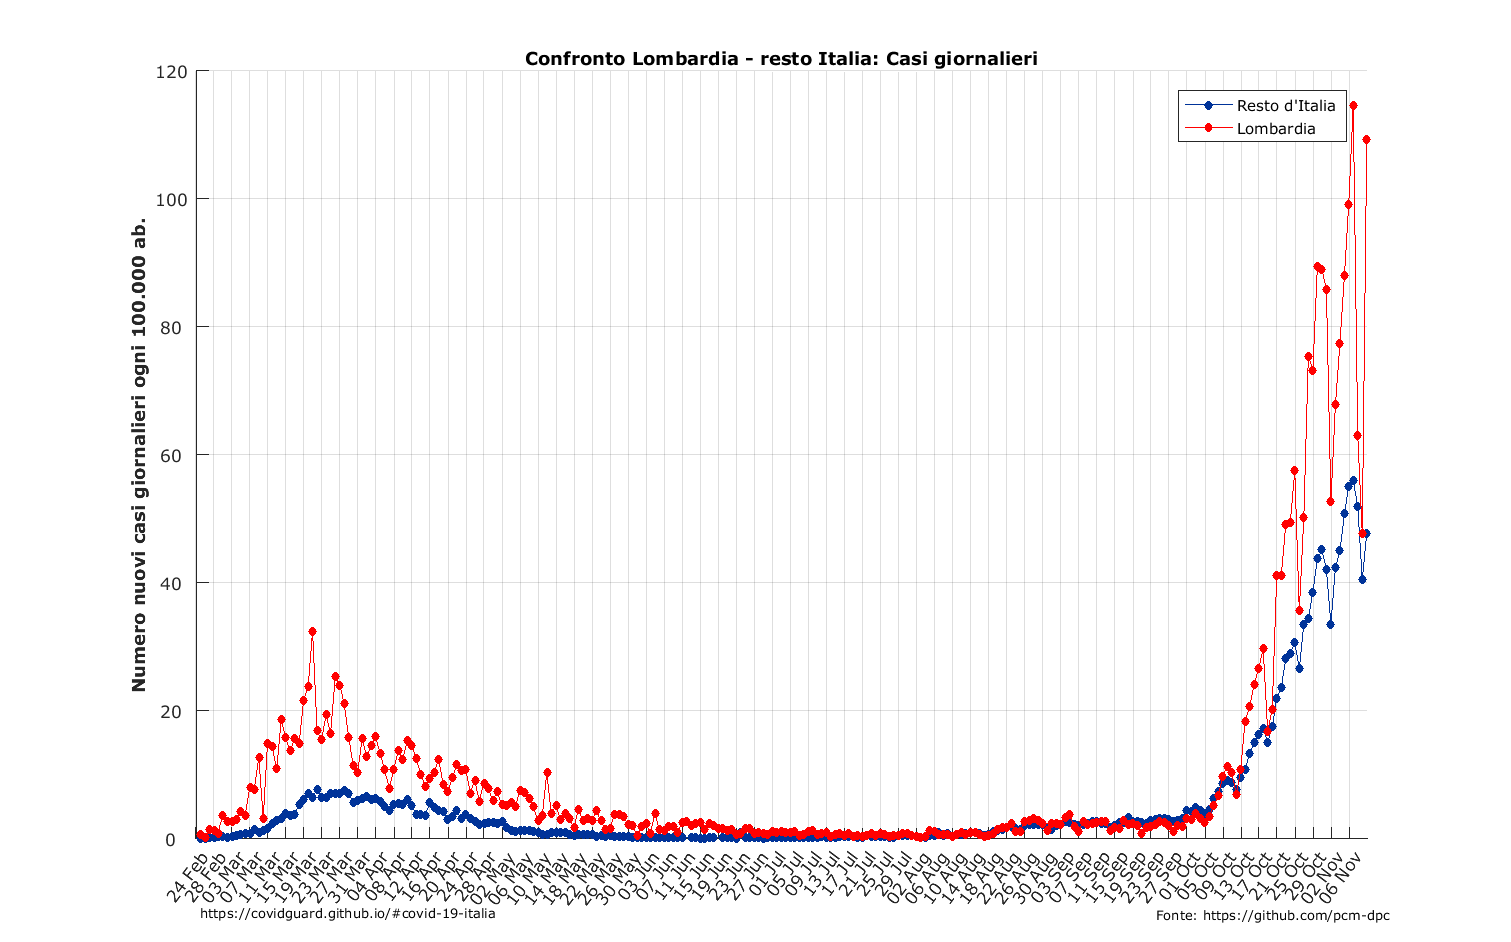 Confronto Lombardia - resto Italia: Casi giornalieri
Numero nuovi casi giornalieri ogni 100.000 ab.
120
100
80
60
40
20
0
Resto d'Italia
Lombardia
24 Feb
28 Feb
03 Mar
07 Mar
11 Mar
15 Mar
19 Mar
23 Mar
27 Mar
31 Mar
04 Apr
08 Apr
12 Apr
16 Apr
20 Apr
24 Apr
28 Apr
02 May
06 May
10 May
14 May
18 May
22 May
26 May
30 May
03 Jun
07 Jun
11 Jun
15 Jun
19 Jun
23 Jun
27 Jun
01 Jul
05 Jul
09 Jul
13 Jul
17 Jul
21 Jul
25 Jul
29 Jul
02 Aug
06 Aug
10 Aug
14 Aug
18 Aug
22 Aug
26 Aug
30 Aug
03 Sep
07 Sep
11 Sep
15 Sep
19 Sep
23 Sep
27 Sep
01 Oct
05 Oct
09 Oct
13 Oct
17 Oct
21 Oct
25 Oct
29 Oct
02 Nov
06 Nov
https://covidguard.github.io/#covid-19-italia
Fonte: https://github.com/pcm-dpc